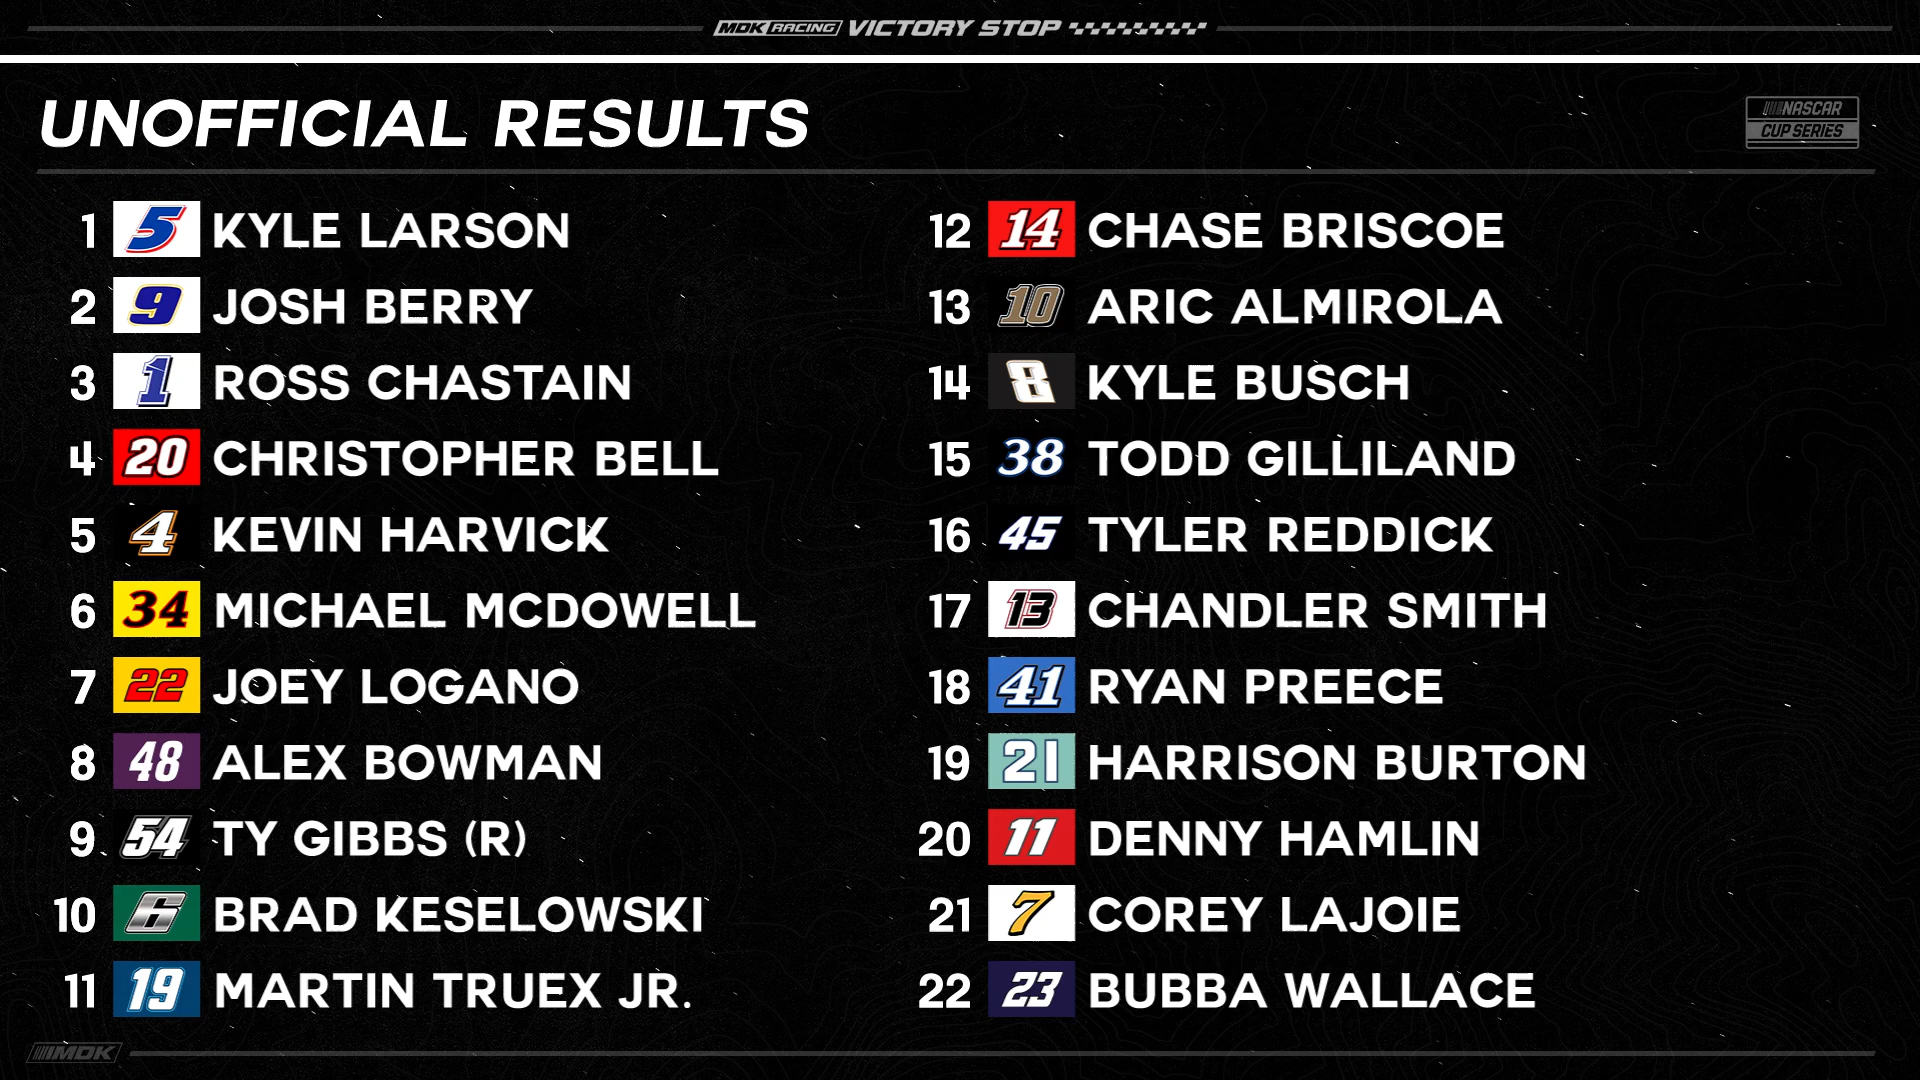 MDK RACING VICTORY STOP
UNOFFICIAL RESULTS
NASCAR
CUP SERIES
1 5 KYLE LARSON
2 9 JOSH BERRY
3 1 ROSS CHASTAIN
4 20 CHRISTOPHER BELL
5 4 KEVIN HARVICK
6 34 MICHAEL MCDOWELL
7 22 JOEY LOGANO
8 48 ALEX BOWMAN
9 54 TY GIBBS (R)
10 6 BRAD KESELOWSKI
11 19 MARTIN TRUEX JR.
12 14 CHASE BRISCOE
13 10 ARIC ALMIROLA
14 8 KYLE BUSCH
15 38 TODD GILLILAND
16 45 TYLER REDDICK
17 13 CHANDLER SMITH
18 41 RYAN PREECE
19 21 HARRISON BURTON
20 11 DENNY HAMLIN
21 7 COREY LAJOIE
22 23 BUBBA WALLACE
MDK